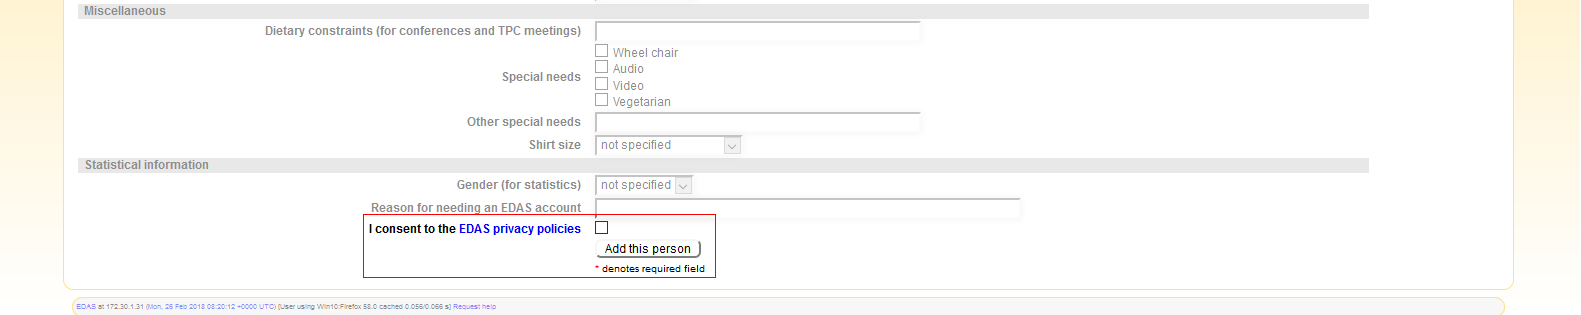 Miscellaneous
Dietary constraints (for conferences and TPC meetings)
Wheel chair
Audio
Special needs
Video
Vegetarian
Other special needs
Shirt size not specified
Statistical information
Gender (for statistics) not specified
Reason for needing an EDAS account
I consent to the EDAS privacy policies
Add this person
* denotes required field
EDAS at 172.30.1.31 (Mon, 26 Feb 2018 08:20:12 +0000 UTC) [User using Win10:Firefox 58.0 cached 0.056/0.066 s] Request help